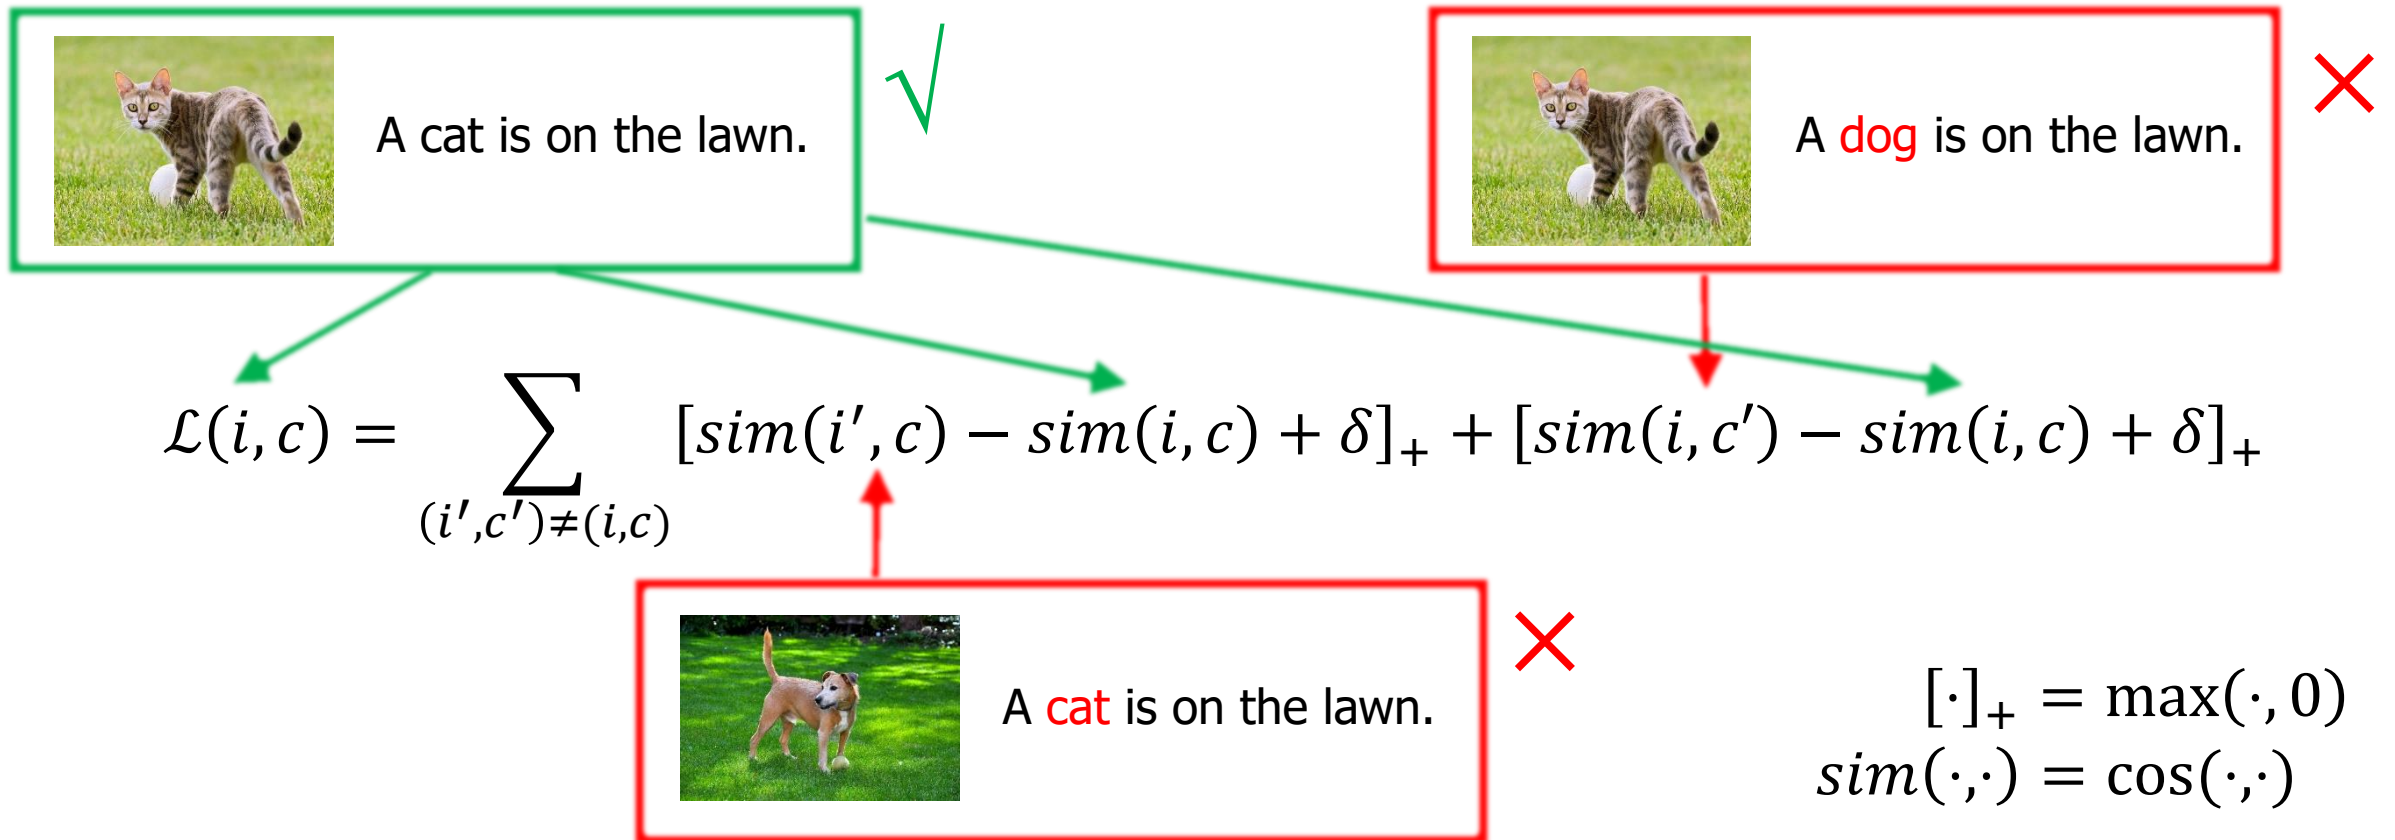 A cat is on the lawn.
√
A dog is on the lawn.
×
ℒ(i, c) = ∑ [sim(i′, c) − sim(i, c) + δ]₊ + [sim(i, c′) − sim(i, c) + δ]₊
(i′,c′)≠(i,c)
A cat is on the lawn.
×
[·]₊ = max(·, 0)
sim(·,·) = cos(·,·)